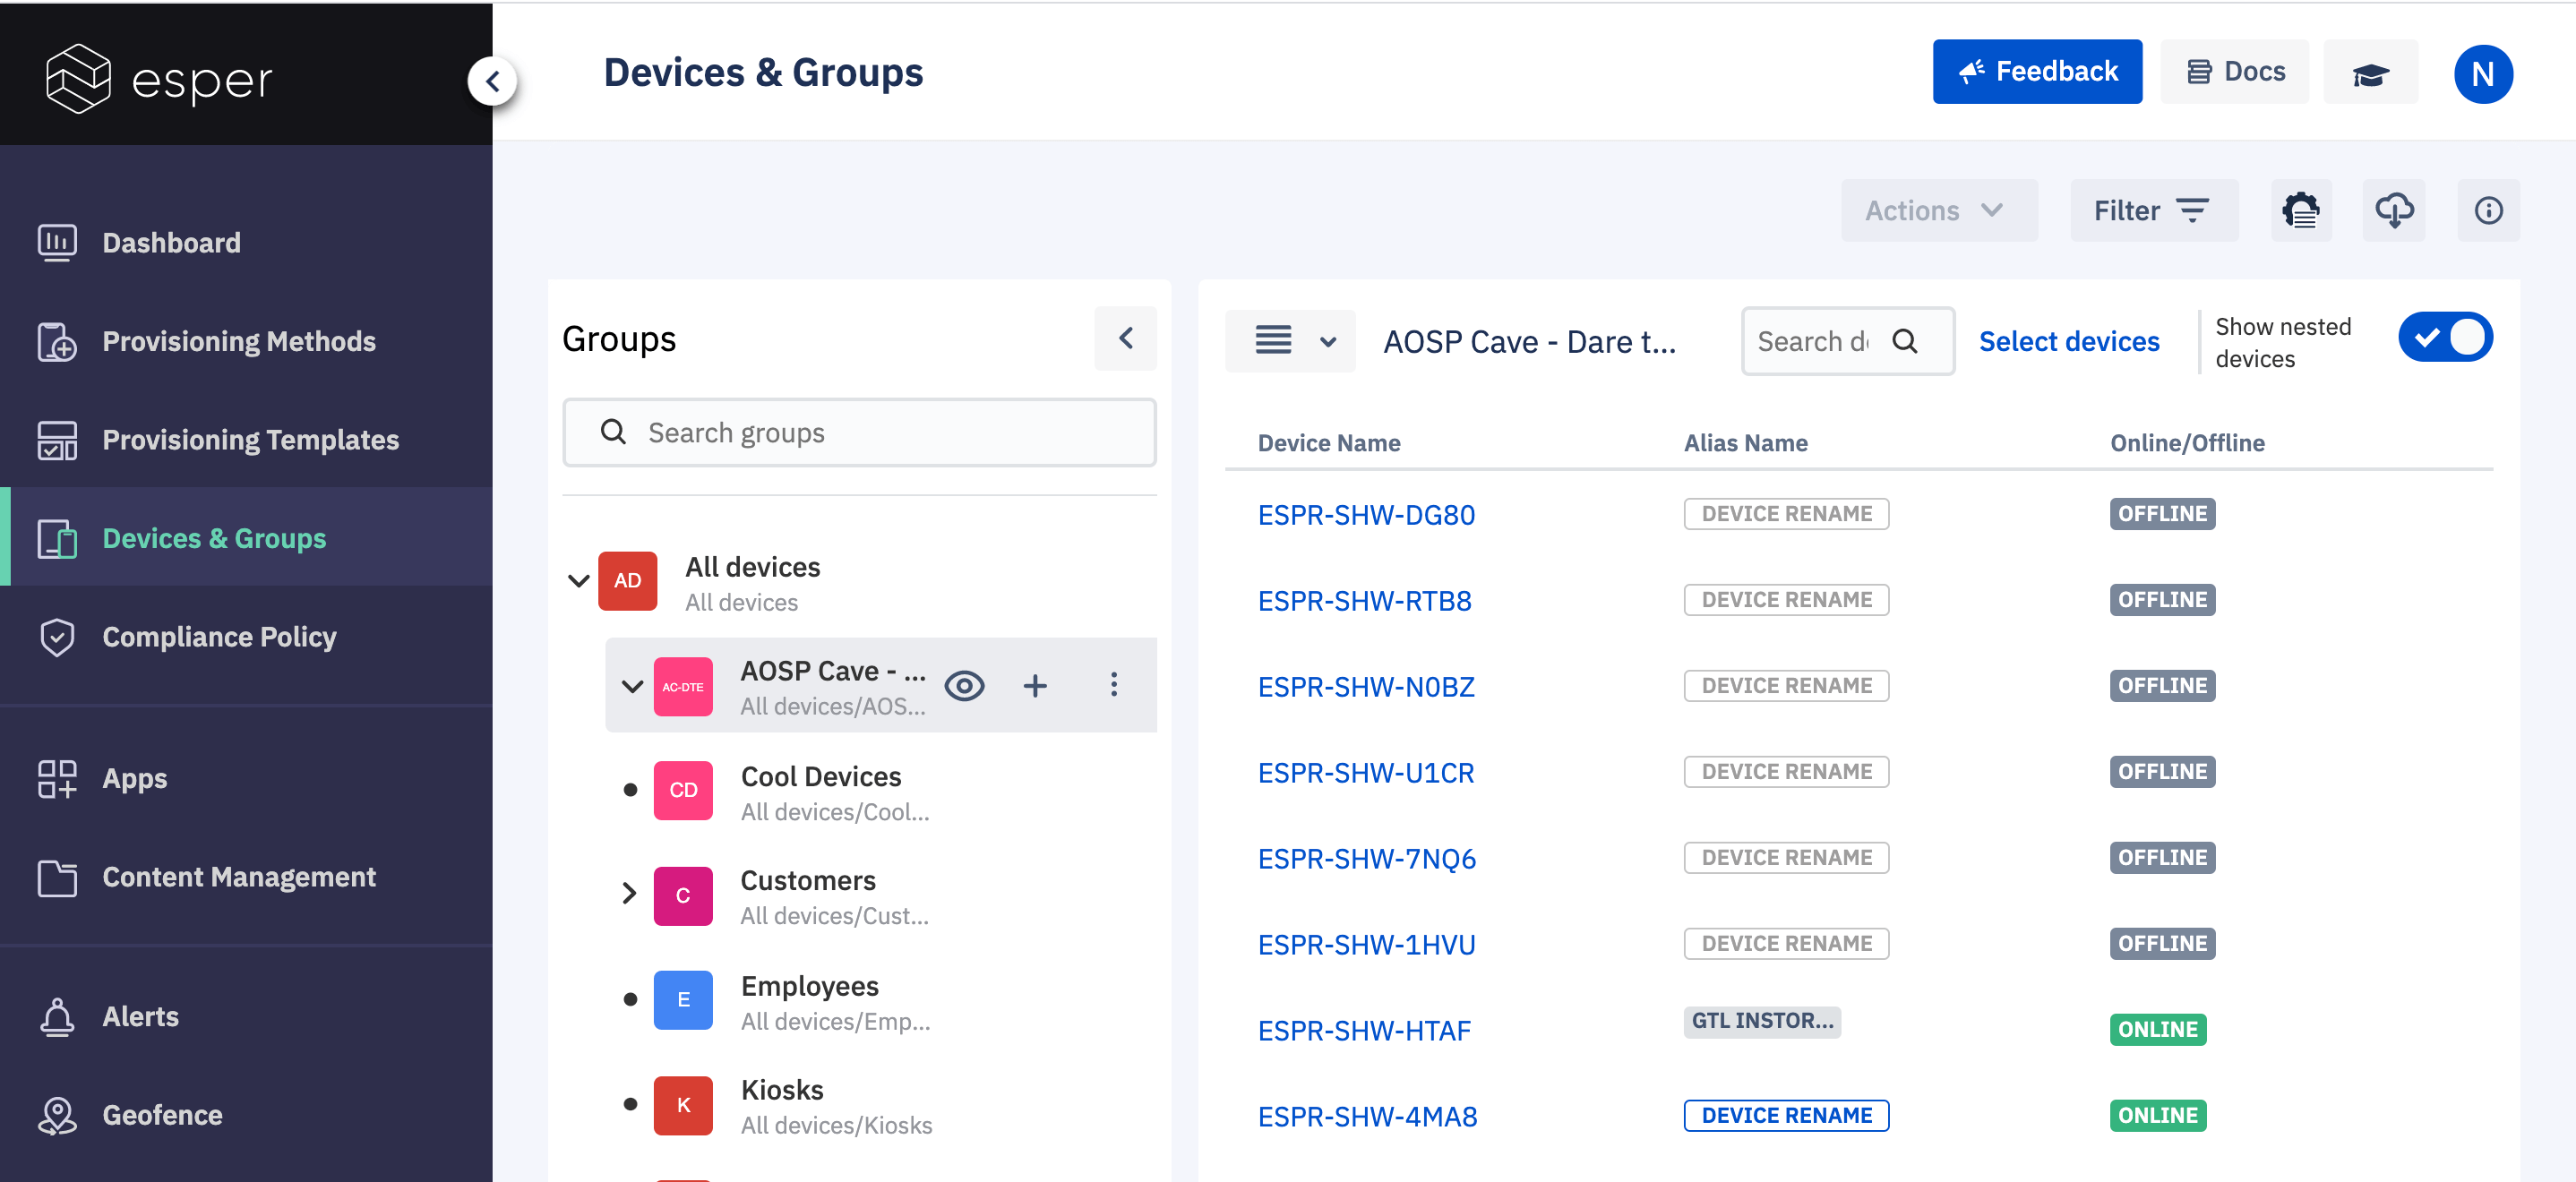 esper
Devices & Groups
Feedback
Docs
N
Dashboard
Provisioning Methods
Provisioning Templates
Devices & Groups
Compliance Policy
Apps
Content Management
Alerts
Geofence
Actions
Filter
Groups
Search groups
AD
All devices
All devices
AC-DTE
AOSP Cave - ...
All devices/AOS...
CD
Cool Devices
All devices/Cool...
C
Customers
All devices/Cust...
E
Employees
All devices/Emp...
K
Kiosks
All devices/Kiosks
AOSP Cave - Dare t...
Search d
Select devices
Show nested
devices
Device Name Alias Name Online/Offline
ESPR-SHW-DG80 DEVICE RENAME OFFLINE
ESPR-SHW-RTB8 DEVICE RENAME OFFLINE
ESPR-SHW-N0BZ DEVICE RENAME OFFLINE
ESPR-SHW-U1CR DEVICE RENAME OFFLINE
ESPR-SHW-7NQ6 DEVICE RENAME OFFLINE
ESPR-SHW-1HVU DEVICE RENAME OFFLINE
ESPR-SHW-HTAF GTL INSTOR... ONLINE
ESPR-SHW-4MA8 DEVICE RENAME ONLINE